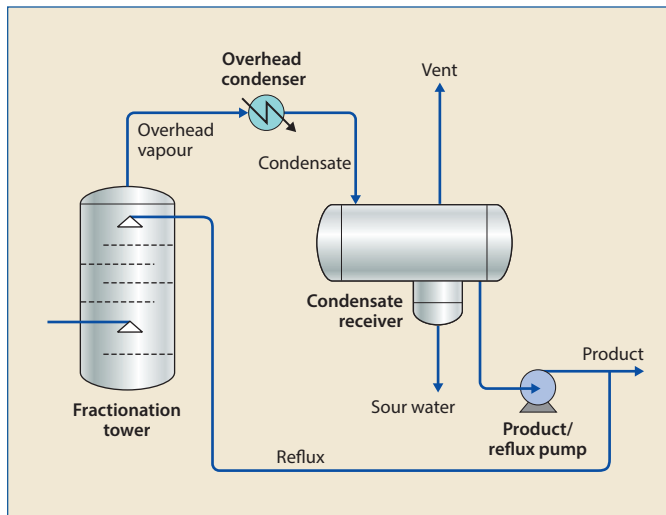 Overhead
condenser
Vent
Overhead
vapour
Condensate
Condensate
receiver
Product
Sour water
Fractionation
tower
Product/
reflux pump
Reflux